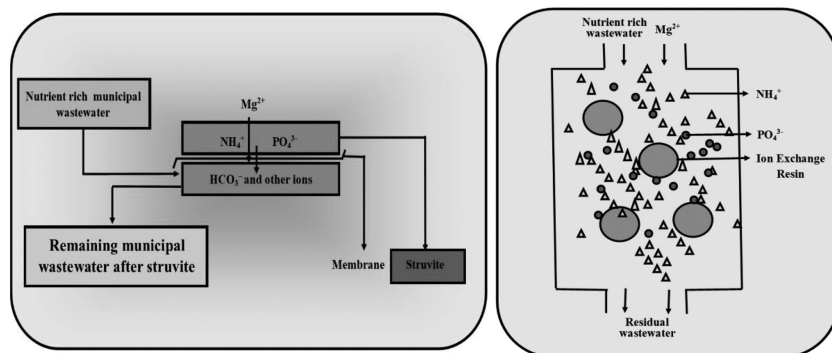 Nutrient rich municipal
wastewater
Mg²⁺
NH₄⁺ PO₄³⁻
HCO₃⁻ and other ions
Remaining municipal
wastewater after struvite
Membrane
Struvite
Nutrient rich
wastewater
Mg²⁺
NH₄⁺
PO₄³⁻
Ion Exchange
Resin
Residual
wastewater